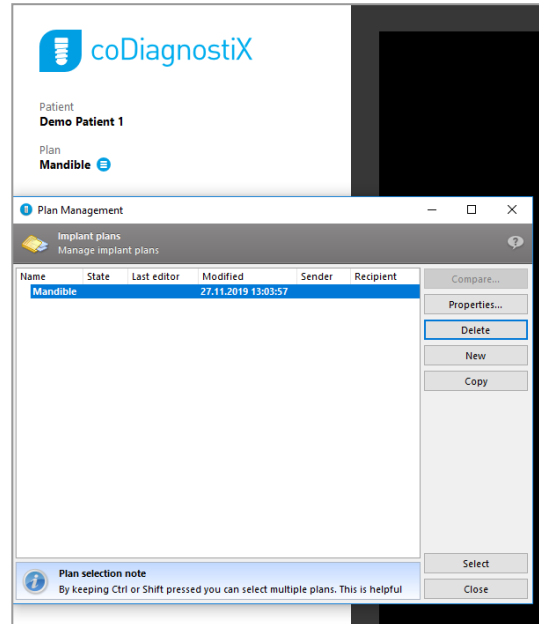 coDiagnostiX
Patient
Demo Patient 1
Plan
Mandible
Plan Management
Implant plans
Manage implant plans
Name State Last editor Modified Sender Recipient
Mandible 27.11.2019 13:03:57
Compare...
Properties...
Delete
New
Copy
Select
Close
Plan selection note
By keeping Ctrl or Shift pressed you can select multiple plans. This is helpful